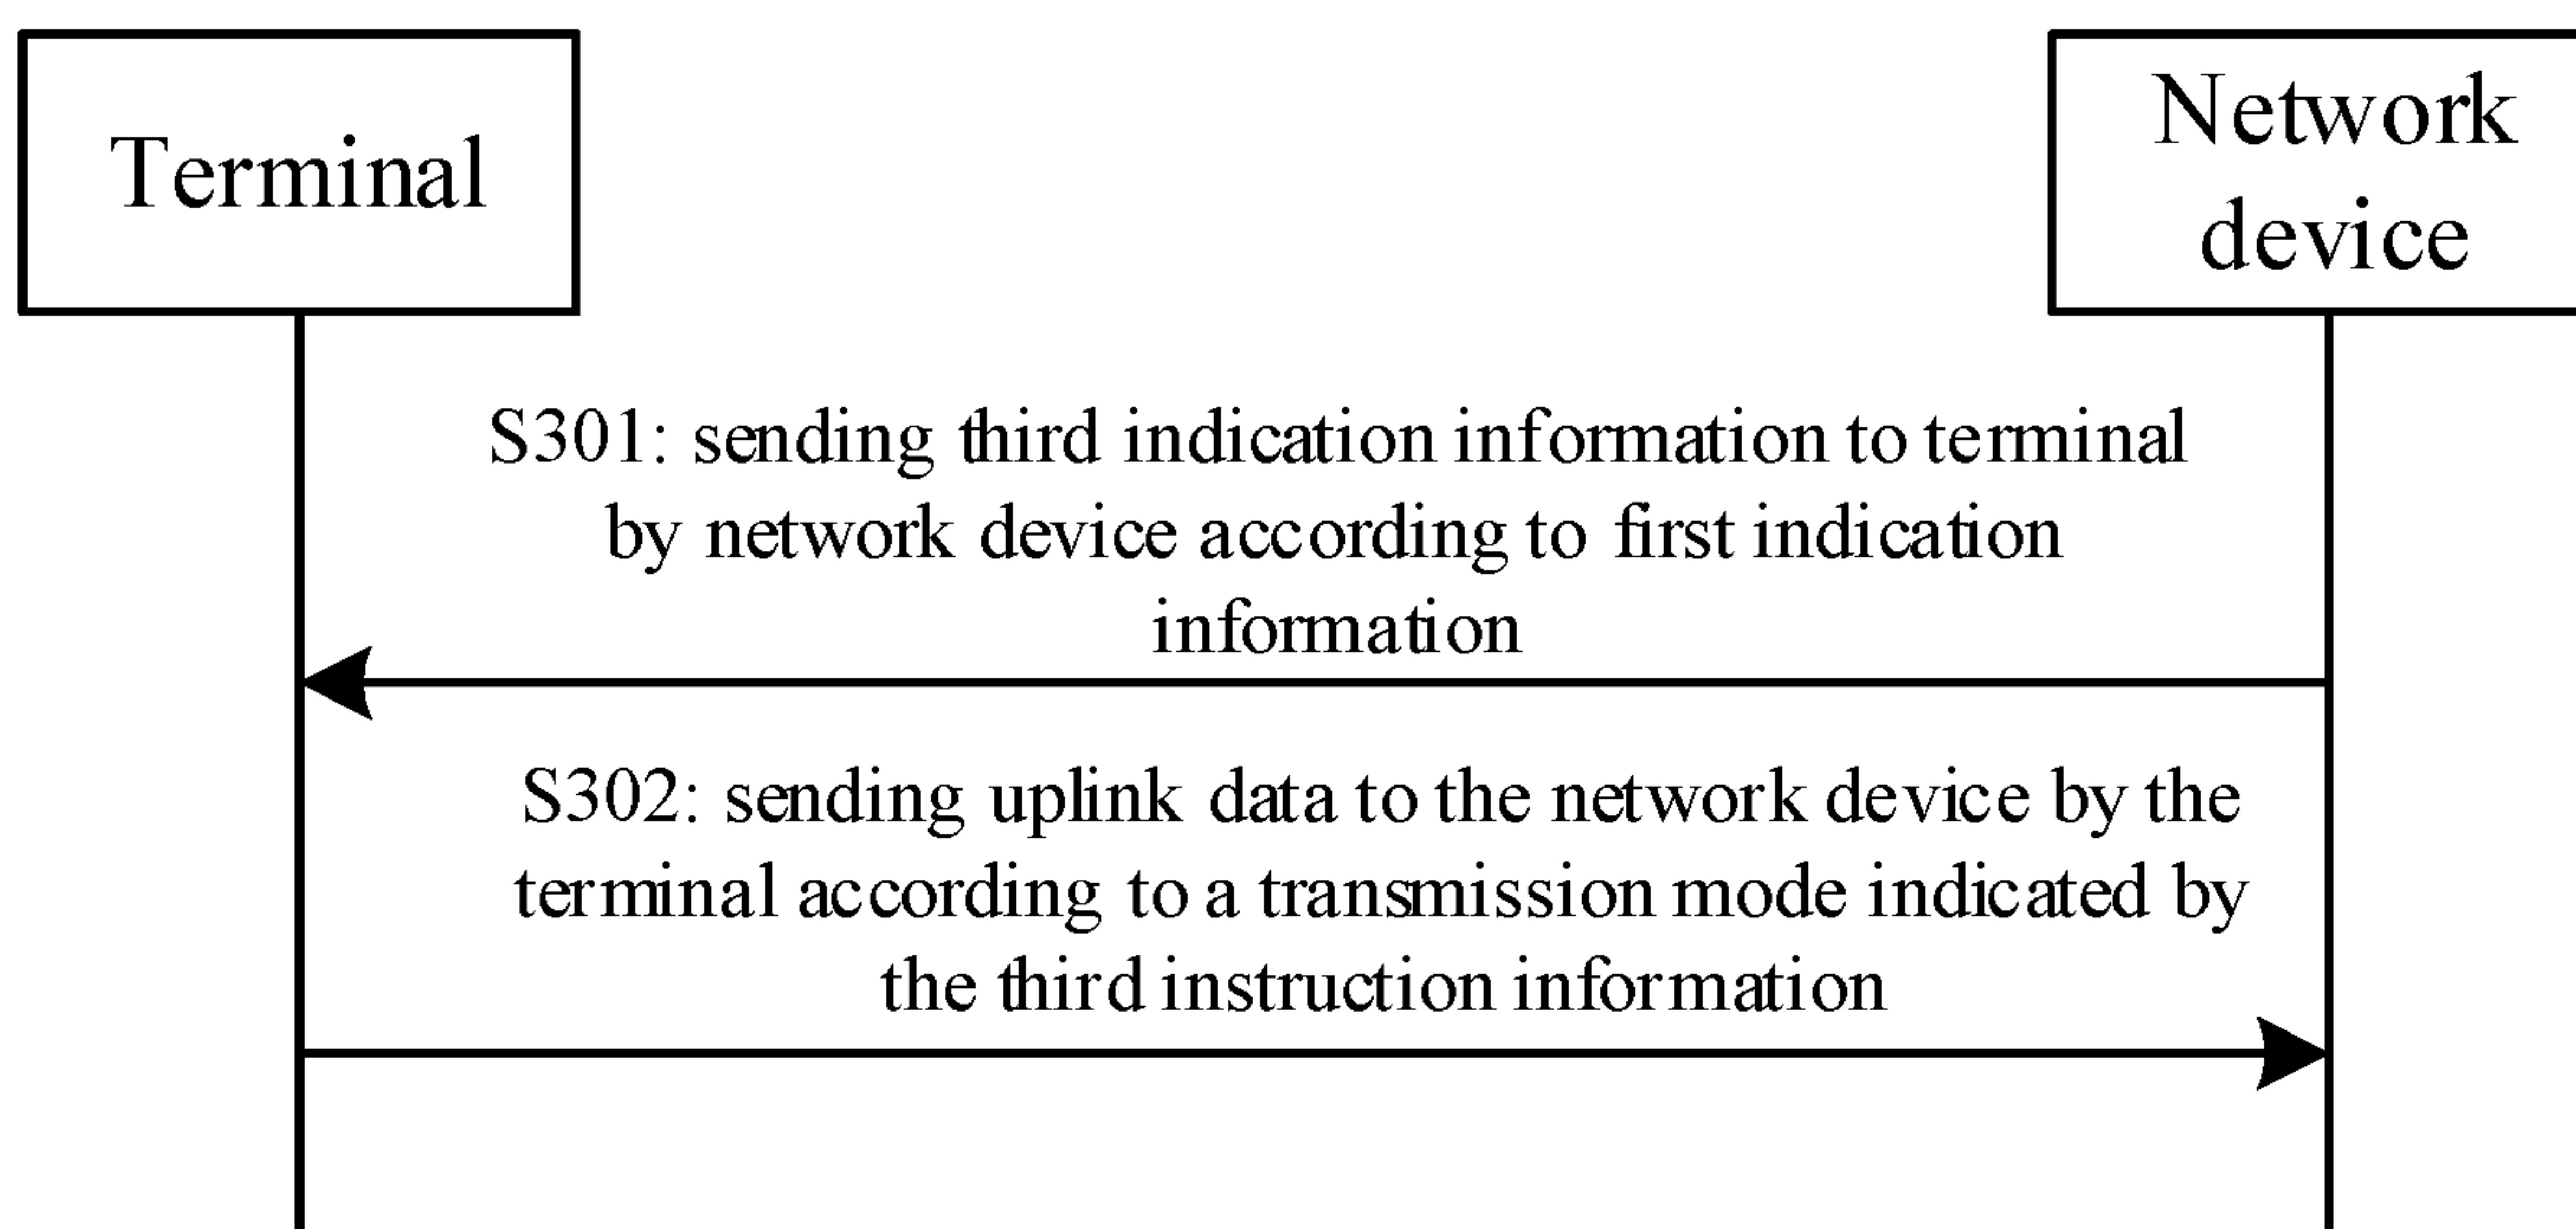 Terminal
Network
device
S301: sending third indication information to terminal
by network device according to first indication
information
S302: sending uplink data to the network device by the
terminal according to a transmission mode indicated by
the third instruction information